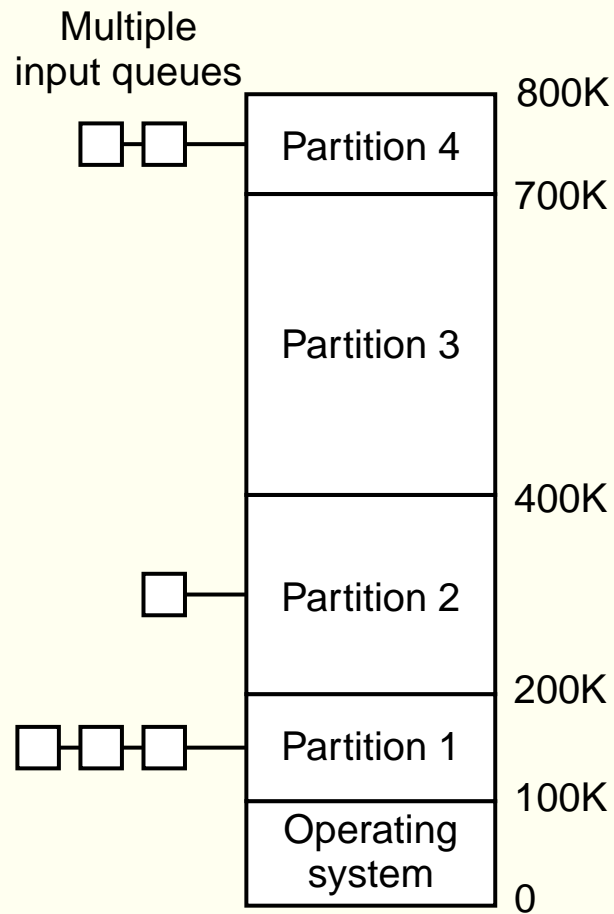 Multiple
input queues
800K
Partition 4
700K
Partition 3
400K
Partition 2
200K
Partition 1
100K
Operating
system
0